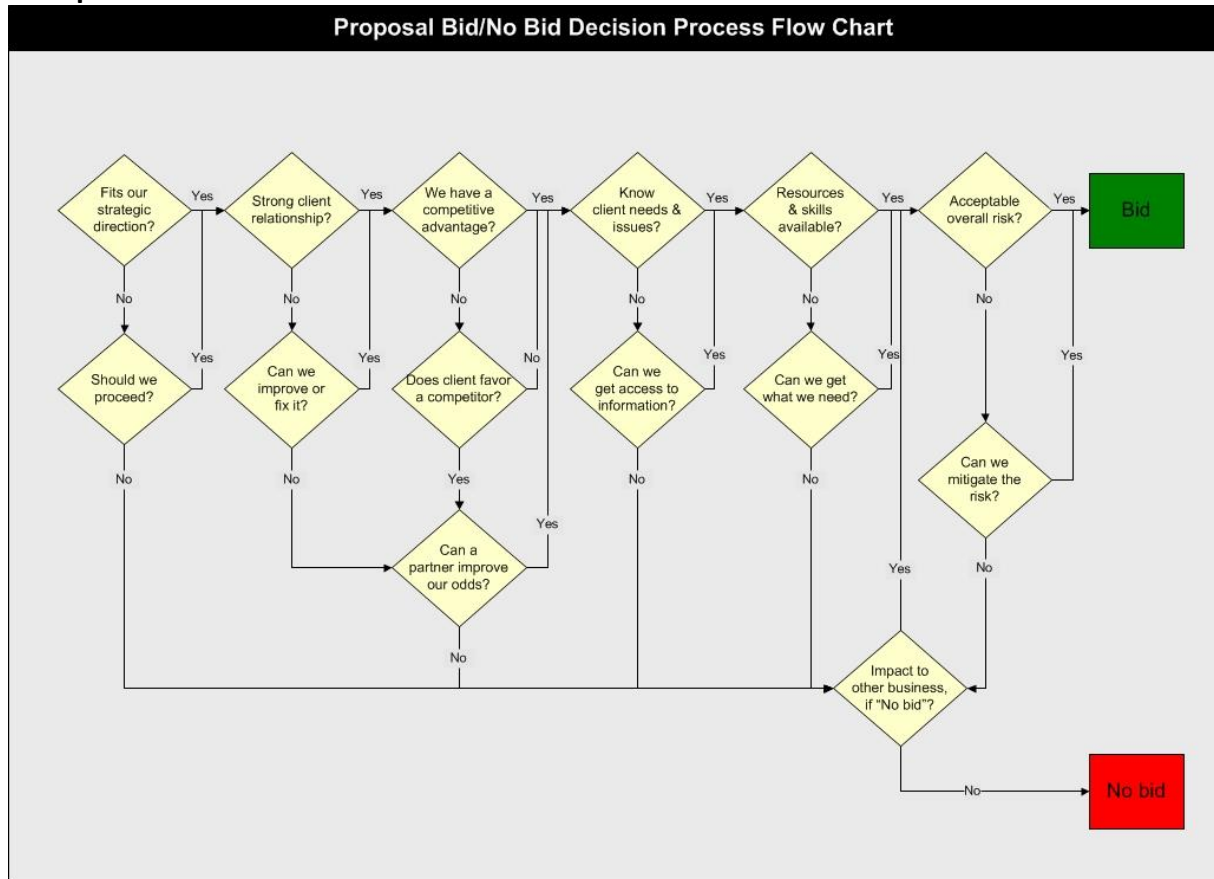 Proposal Bid/No Bid Decision Process Flow Chart
Fits our
strategic
direction?
Yes
Strong client
relationship?
Yes
We have a
competitive
advantage?
Yes
Know
client needs &
issues?
Yes
Resources
& skills
available?
Yes
Acceptable
overall risk?
Yes
Bid
No
No
No
No
No
No
Should we
proceed?
Yes
Can we
improve or
fix it?
Yes
Does client favor
a competitor?
No
Can we
get access to
information?
Yes
Can we get
what we need?
Yes
Yes
No
No
Yes
No
No
Can we
mitigate the
risk?
Can a
partner improve
our odds?
Yes
Yes
No
No
Impact to
other business,
if "No bid"?
No
No bid